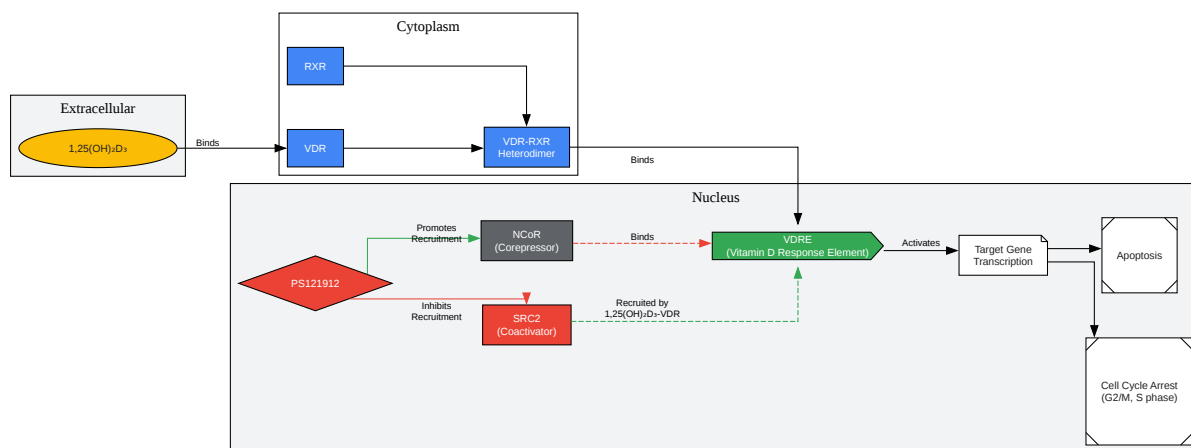 Cytoplasm
RXR
Extracellular
1,25(OH)₂D₃
Binds
VDR
VDR-RXR
Heterodimer
Binds
Nucleus
Promotes
Recruitment
NCoR
(Corepressor)
Binds
VDRE
(Vitamin D Response Element)
Activates
Target Gene
Transcription
Apoptosis
PS121912
Inhibits
Recruitment
SRC2
(Coactivator)
Recruited by
1,25(OH)₂D₃-VDR
Cell Cycle Arrest
(G2/M, S phase)